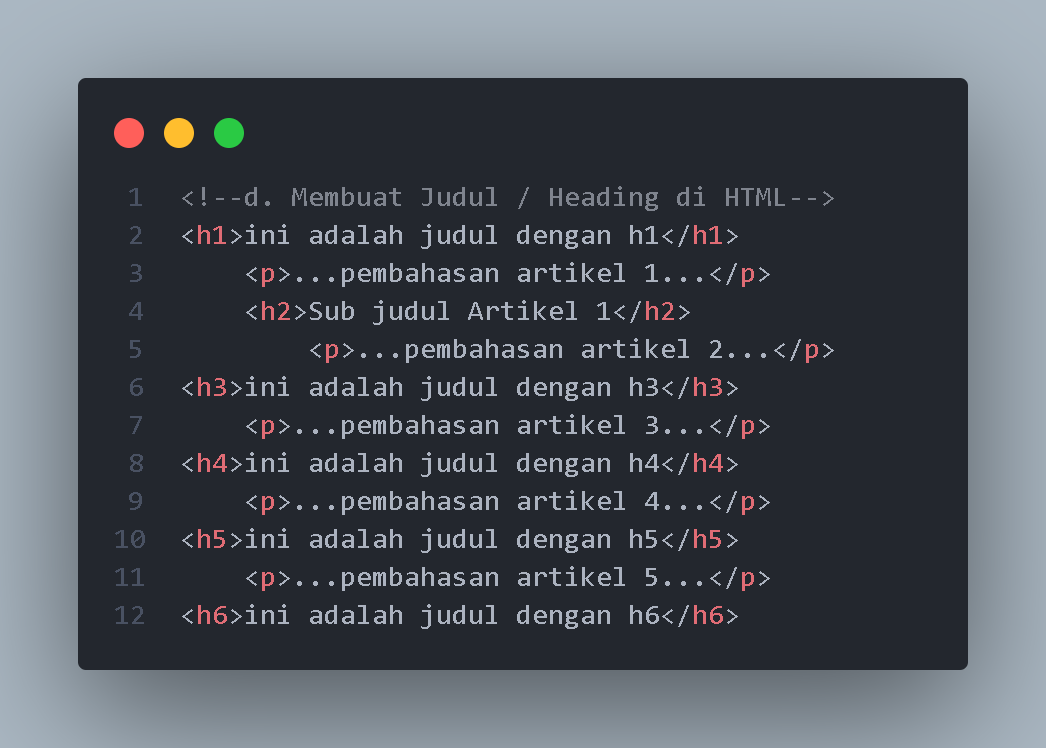 1 <!--d. Membuat Judul / Heading di HTML-->
2 <h1>ini adalah judul dengan h1</h1>
3     <p>...pembahasan artikel 1...</p>
4     <h2>Sub judul Artikel 1</h2>
5         <p>...pembahasan artikel 2...</p>
6 <h3>ini adalah judul dengan h3</h3>
7     <p>...pembahasan artikel 3...</p>
8 <h4>ini adalah judul dengan h4</h4>
9     <p>...pembahasan artikel 4...</p>
10 <h5>ini adalah judul dengan h5</h5>
11     <p>...pembahasan artikel 5...</p>
12 <h6>ini adalah judul dengan h6</h6>